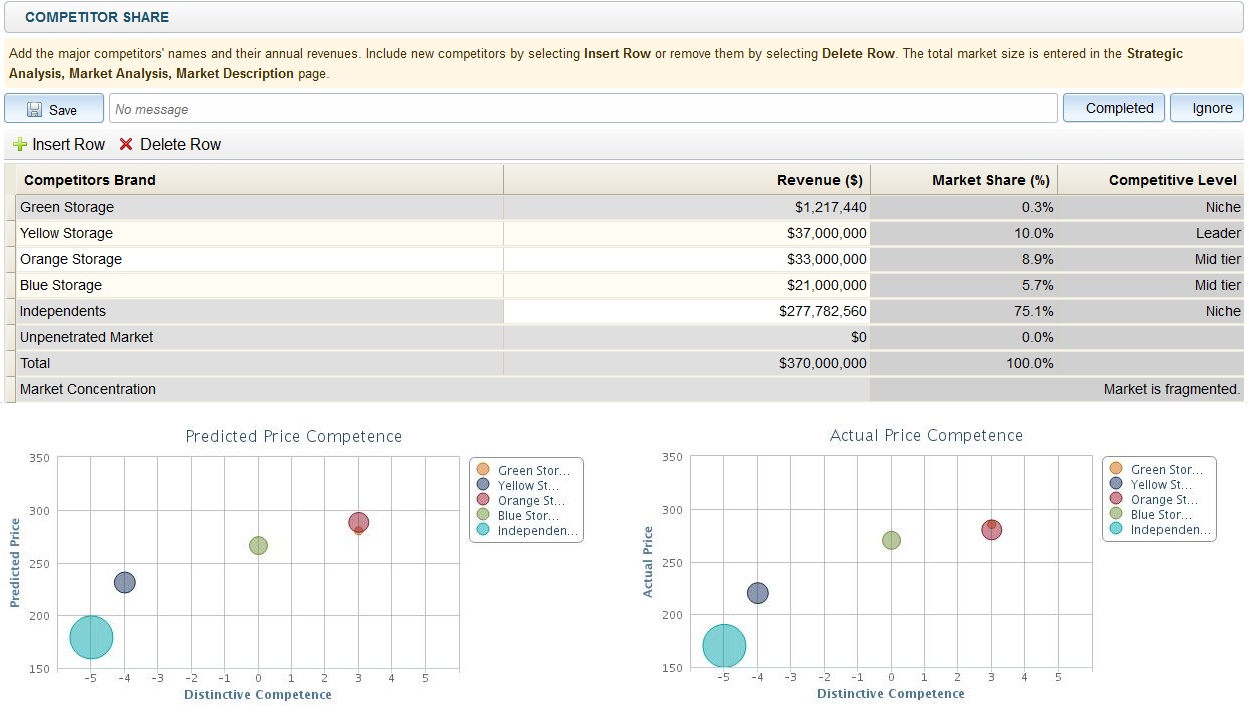 COMPETITOR SHARE
Add the major competitors' names and their annual revenues. Include new competitors by selecting Insert Row or remove them by selecting Delete Row. The total market size is entered in the Strategic
Analysis, Market Analysis, Market Description page.
Save No message Completed Ignore
Insert Row Delete Row
Competitors Brand Revenue ($) Market Share (%) Competitive Level
Green Storage $1,217,440 0.3% Niche
Yellow Storage $37,000,000 10.0% Leader
Orange Storage $33,000,000 8.9% Mid tier
Blue Storage $21,000,000 5.7% Mid tier
Independents $277,782,560 75.1% Niche
Unpenetrated Market $0 0.0%
Total $370,000,000 100.0%
Market Concentration Market is fragmented.
Predicted Price Competence
350
300
250
200
150
Predicted Price
-5 -4 -3 -2 -1 0 1 2 3 4 5
Distinctive Competence
Green Stor...
Yellow St...
Orange St...
Blue Stor...
Independen...
Actual Price Competence
350
300
250
200
150
Actual Price
-5 -4 -3 -2 -1 0 1 2 3 4 5
Distinctive Competence
Green Stor...
Yellow St...
Orange St...
Blue Stor...
Independen...